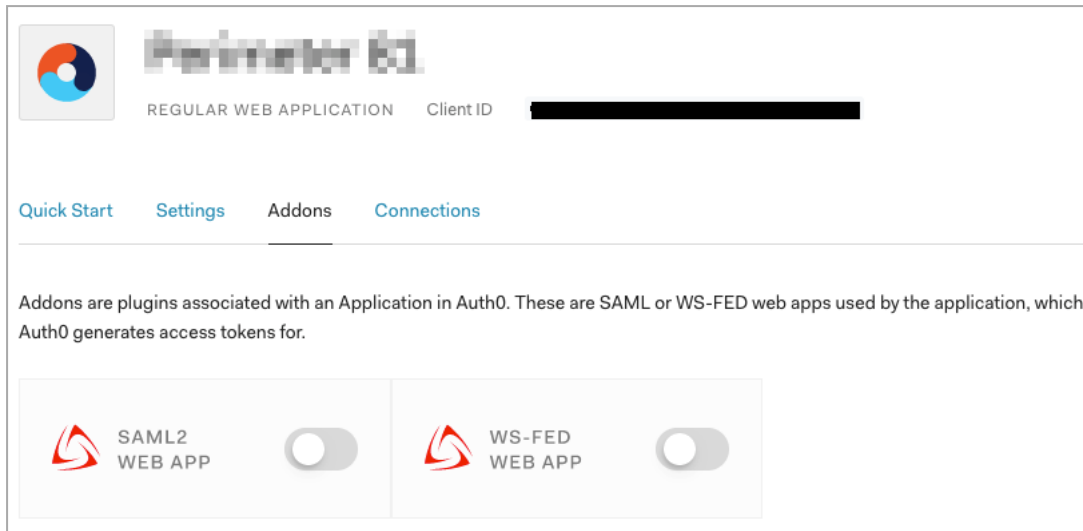 REGULAR WEB APPLICATION Client ID
Quick Start Settings Addons Connections
Addons are plugins associated with an Application in Auth0. These are SAML or WS-FED web apps used by the application, which
Auth0 generates access tokens for.
SAML2
WEB APP
WS-FED
WEB APP